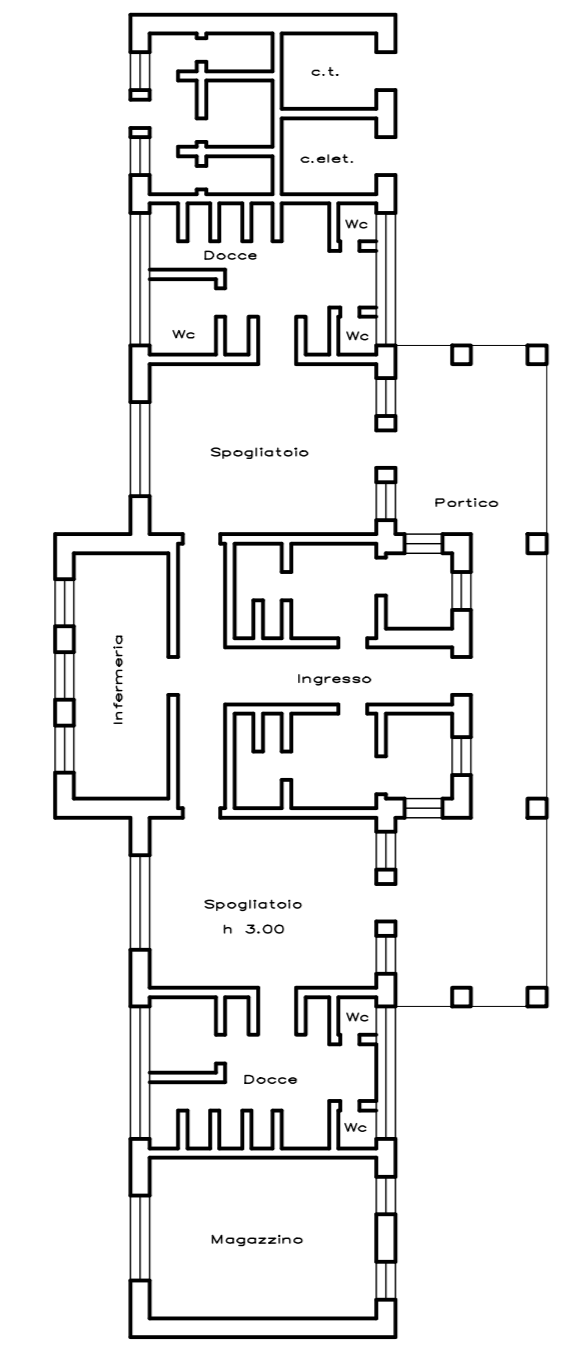 c.t.
c.elet.
Wc
Docce
Wc
Wc
Spogliatoio
Portico
Infermeria
Ingresso
Spogliatoio
h 3.00
Wc
Docce
Wc
Magazzino